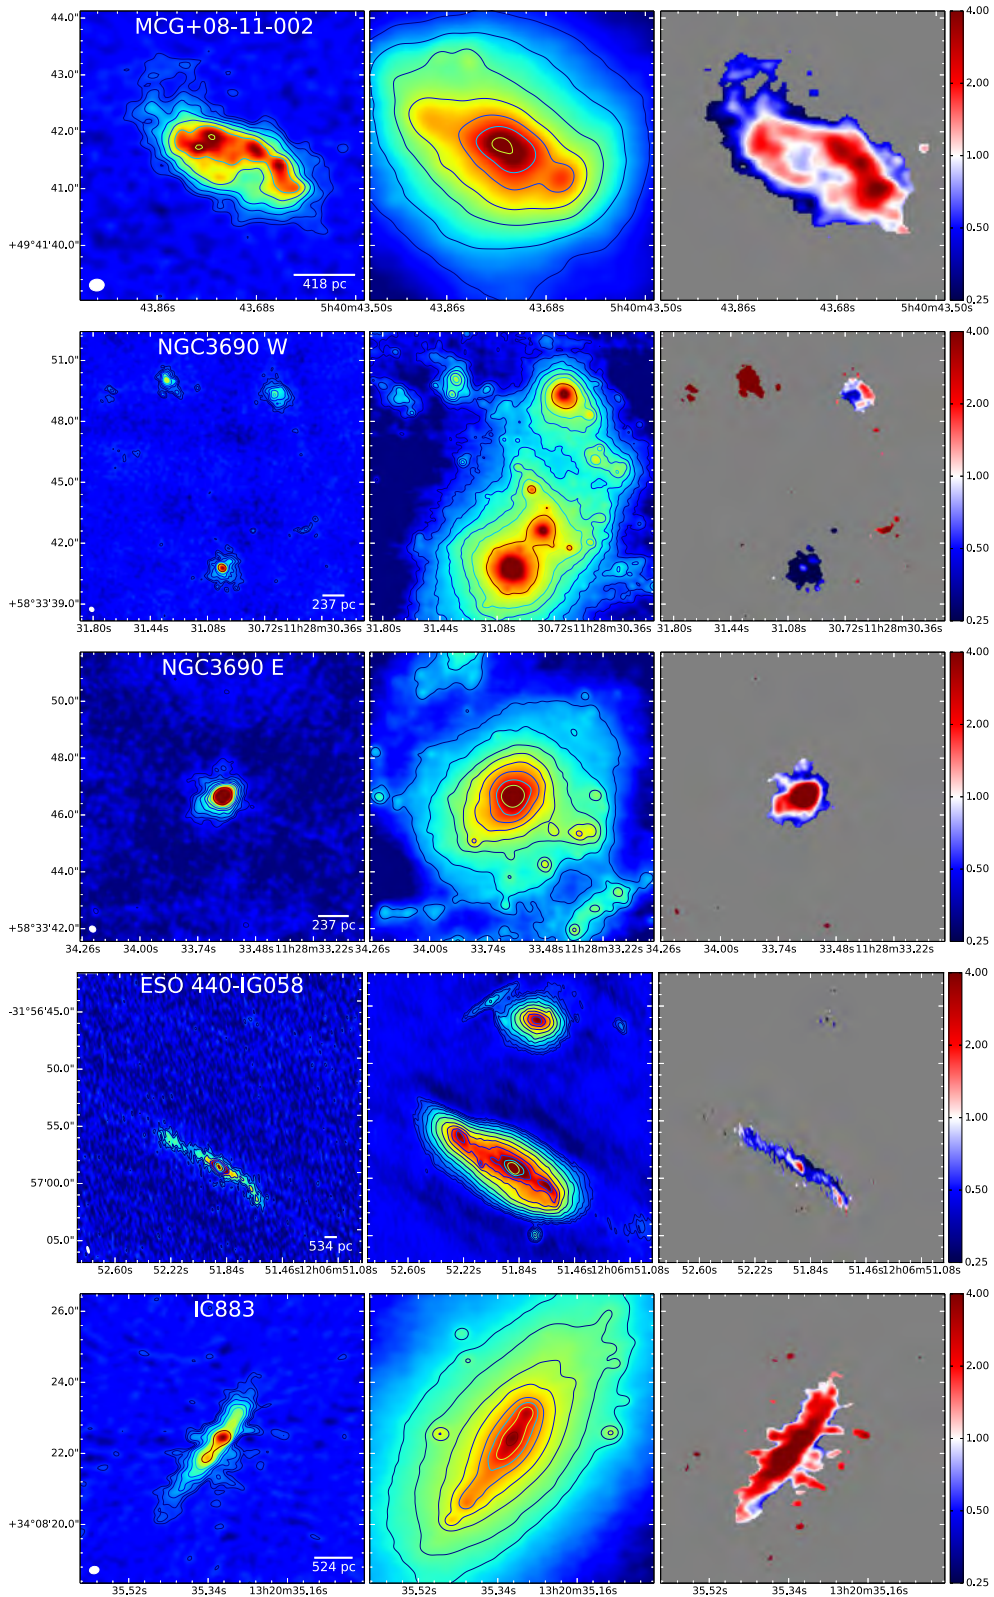 MCG+08-11-002
44.0"
43.0"
42.0"
41.0"
+49°41'40.0"
418 pc
43.86s 43.68s 5h40m43.50s
43.86s 43.68s 5h40m43.50s
43.86s 43.68s 5h40m43.50s
4.00
2.00
1.00
0.50
0.25
NGC3690 W
51.0"
48.0"
45.0"
42.0"
+58°33'39.0"
237 pc
31.80s 31.44s 31.08s 30.72s11h28m30.36s
31.80s 31.44s 31.08s 30.72s11h28m30.36s
31.80s 31.44s 31.08s 30.72s11h28m30.36s
4.00
2.00
1.00
0.50
0.25
NGC3690 E
50.0"
48.0"
46.0"
44.0"
+58°33'42.0"
237 pc
34.26s 34.00s 33.74s 33.48s11h28m33.22s
34.26s 34.00s 33.74s 33.48s11h28m33.22s
34.26s 34.00s 33.74s 33.48s11h28m33.22s
4.00
2.00
1.00
0.50
0.25
ESO 440-IG058
-31°56'45.0"
50.0"
55.0"
57'00.0"
05.0"
534 pc
52.60s 52.22s 51.84s 51.46s12h06m51.08s
52.60s 52.22s 51.84s 51.46s12h06m51.08s
52.60s 52.22s 51.84s 51.46s12h06m51.08s
4.00
2.00
1.00
0.50
0.25
IC883
26.0"
24.0"
22.0"
+34°08'20.0"
524 pc
35.52s 35.34s 13h20m35.16s
35.52s 35.34s 13h20m35.16s
35.52s 35.34s 13h20m35.16s
4.00
2.00
1.00
0.50
0.25